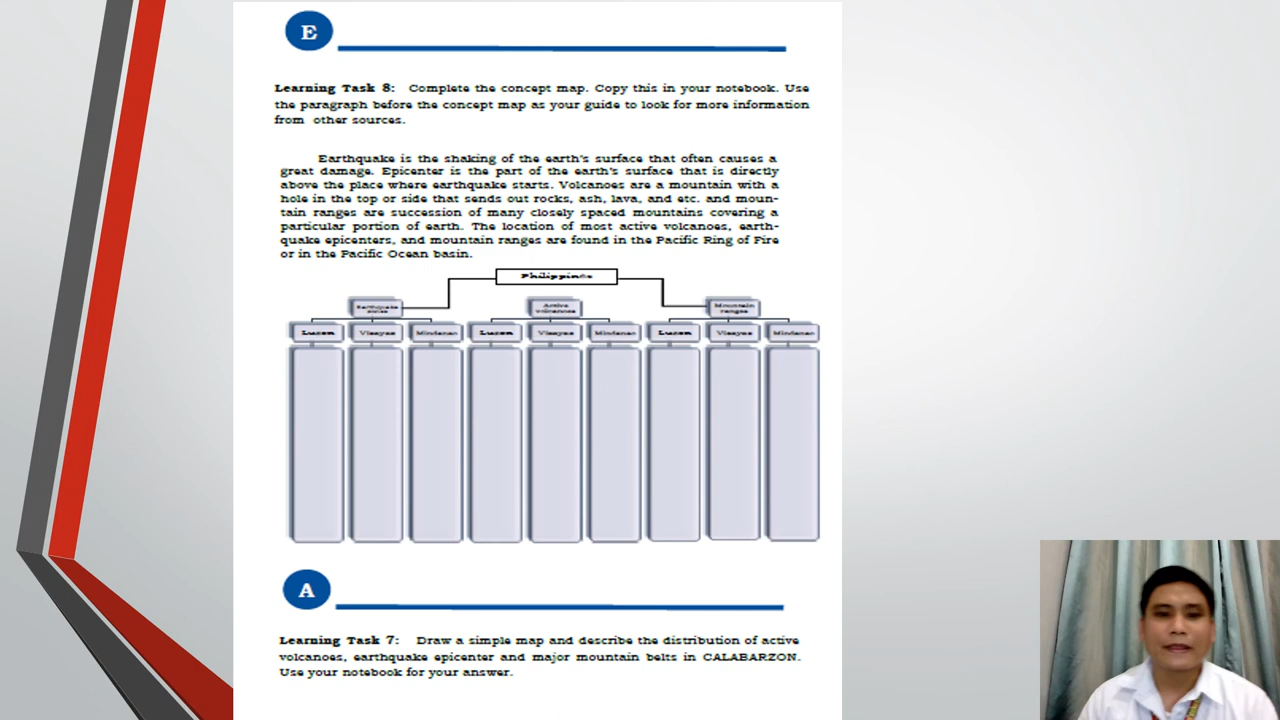 E
Learning Task 8: Complete the concept map. Copy this in your notebook. Use
the paragraph before the concept map as your guide to look for more information
from other sources.
Earthquake is the shaking of the earth's surface that often causes a
great damage. Epicenter is the part of the earth's surface that is directly
above the place where earthquake starts. Volcanoes are a mountain with a
hole in the top or side that sends out rocks, ash, lava, and etc. and moun-
tain ranges are succession of many closely spaced mountains covering a
particular portion of earth. The location of most active volcanoes, earth-
quake epicenters, and mountain ranges are found in the Pacific Ring of Fire
or in the Pacific Ocean basin.
Philippines
Earthquake
Active
volcanoes
Mountain
ranges
Luzon Visayas Mindanao Luzon Visayas Mindanao Luzon Visayas Mindanao
A
Learning Task 7: Draw a simple map and describe the distribution of active
volcanoes, earthquake epicenter and major mountain belts in CALABARZON.
Use your notebook for your answer.